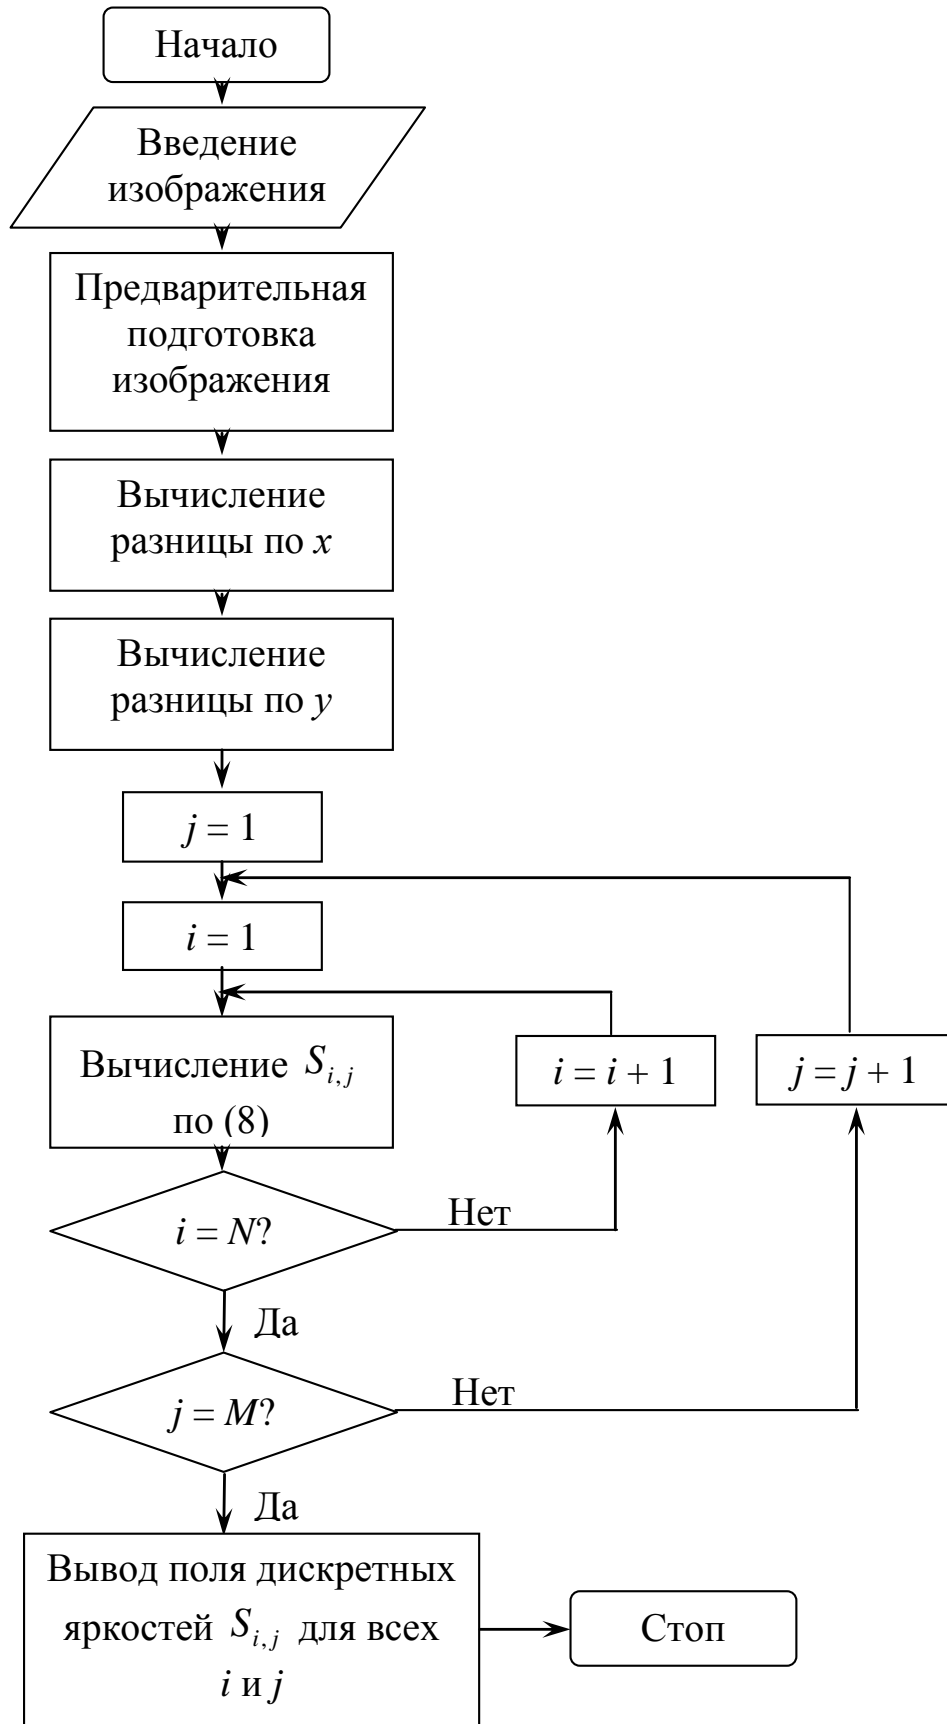 Начало
Введение
изображения
Предварительная
подготовка
изображения
Вычисление
разницы по x
Вычисление
разницы по y
j = 1
i = 1
Вычисление S_{i,j}
по (8)
i = i + 1
j = j + 1
i = N?
Нет
Да
j = M?
Нет
Да
Вывод поля дискретных
яркостей S_{i,j} для всех
i и j
Стоп